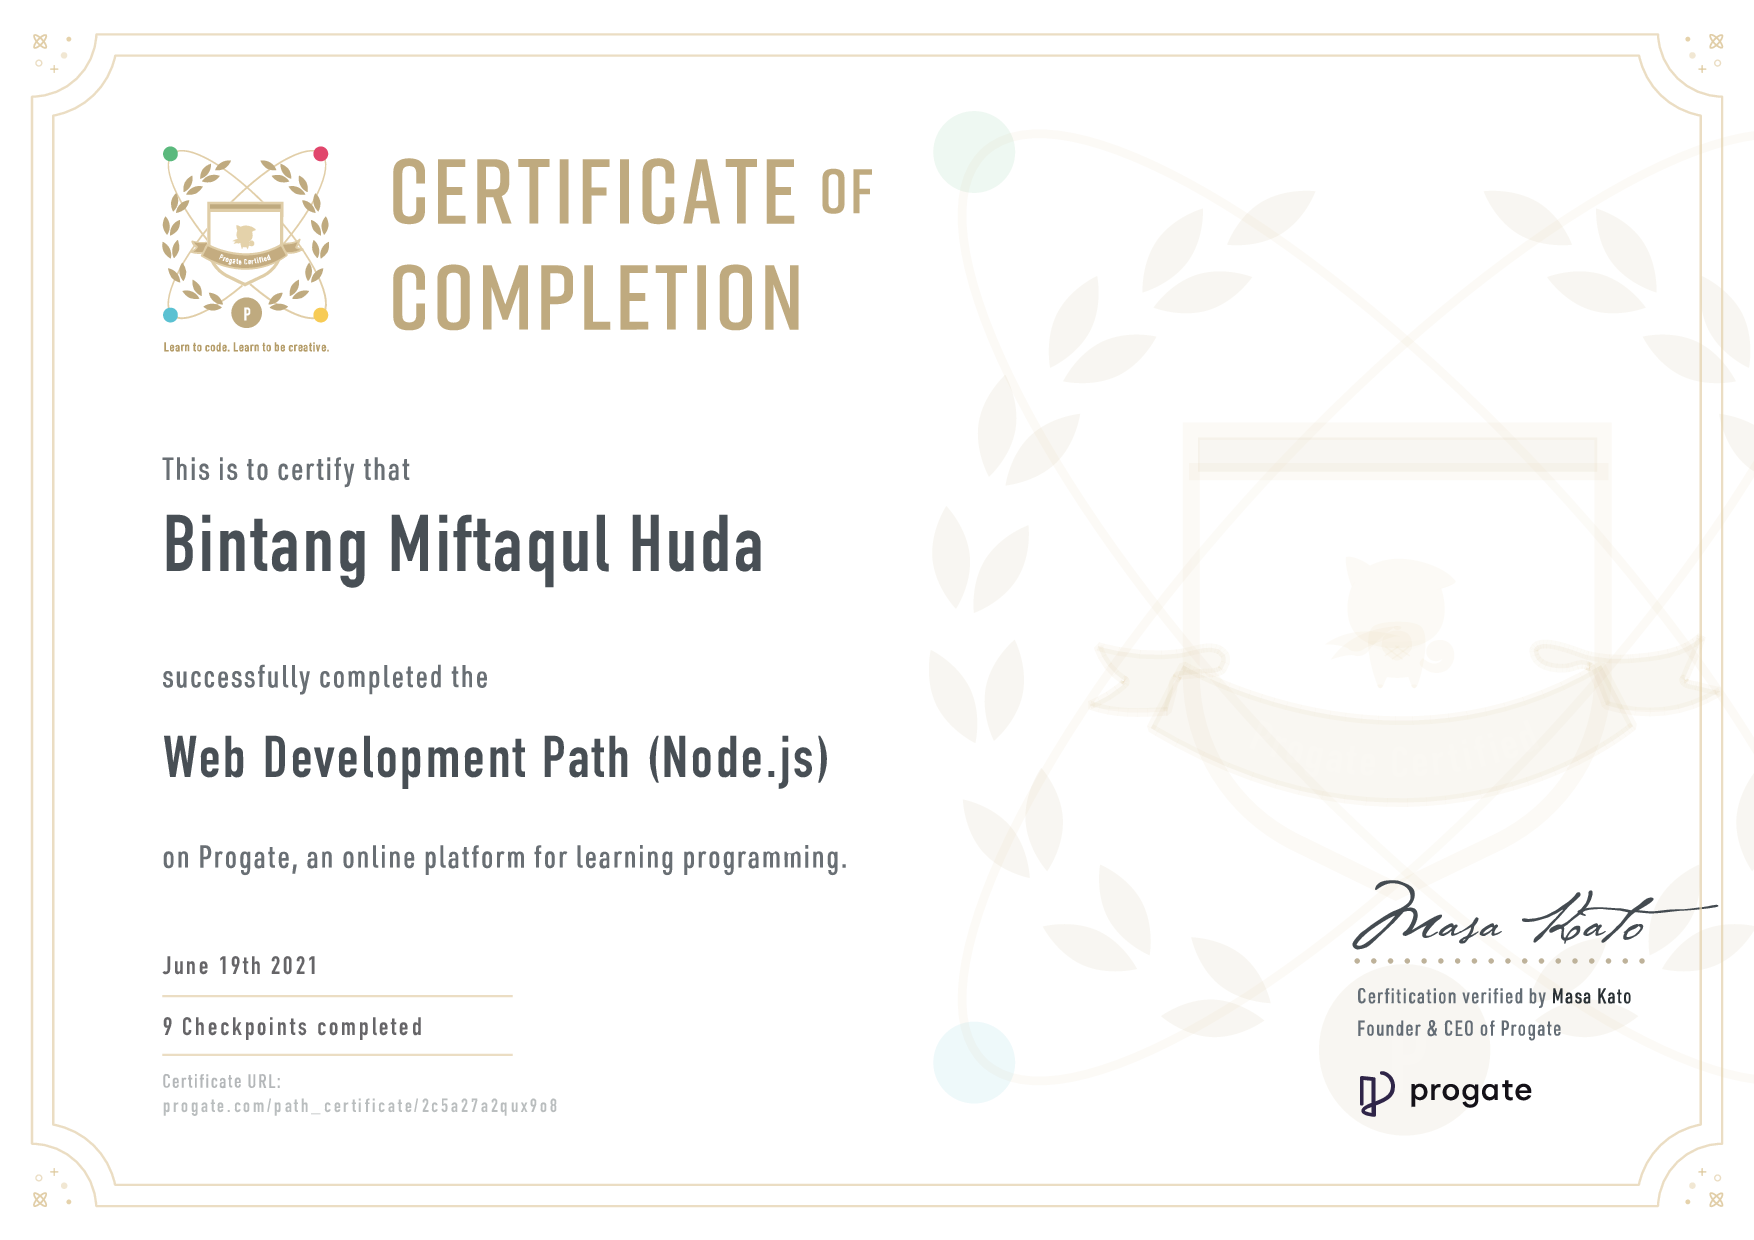 CERTIFICATE OF
COMPLETION
Progate Certified
P
Learn to code. Learn to be creative.
This is to certify that
Bintang Miftaqul Huda
successfully completed the
Web Development Path (Node.js)
on Progate, an online platform for learning programming.
June 19th 2021
9 Checkpoints completed
Certificate URL:
progate.com/path_certificate/2c5a27a2qux9o8
Masa Kato
Cerfitication verified by Masa Kato
Founder & CEO of Progate
progate